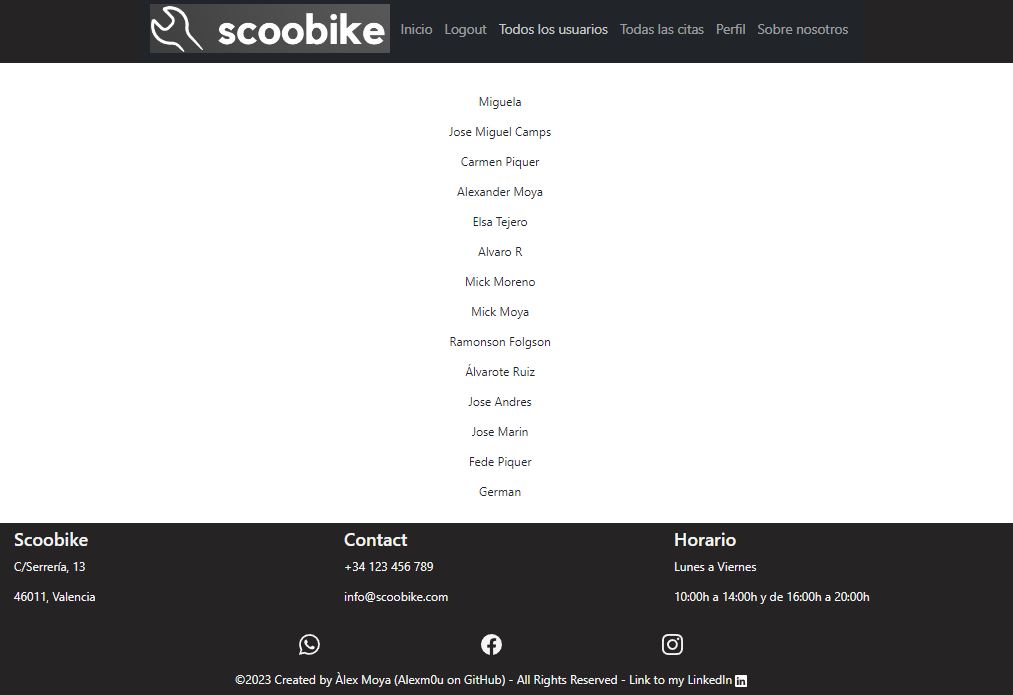 scoobike Inicio Logout Todos los usuarios Todas las citas Perfil Sobre nosotros
Miguela
Jose Miguel Camps
Carmen Piquer
Alexander Moya
Elsa Tejero
Alvaro R
Mick Moreno
Mick Moya
Ramonson Folgson
Álvarote Ruiz
Jose Andres
Jose Marin
Fede Piquer
German
Scoobike
C/Serrería, 13
46011, Valencia
Contact
+34 123 456 789
info@scoobike.com
Horario
Lunes a Viernes
10:00h a 14:00h y de 16:00h a 20:00h
©2023 Created by Àlex Moya (Alexm0u on GitHub) - All Rights Reserved - Link to my LinkedIn in